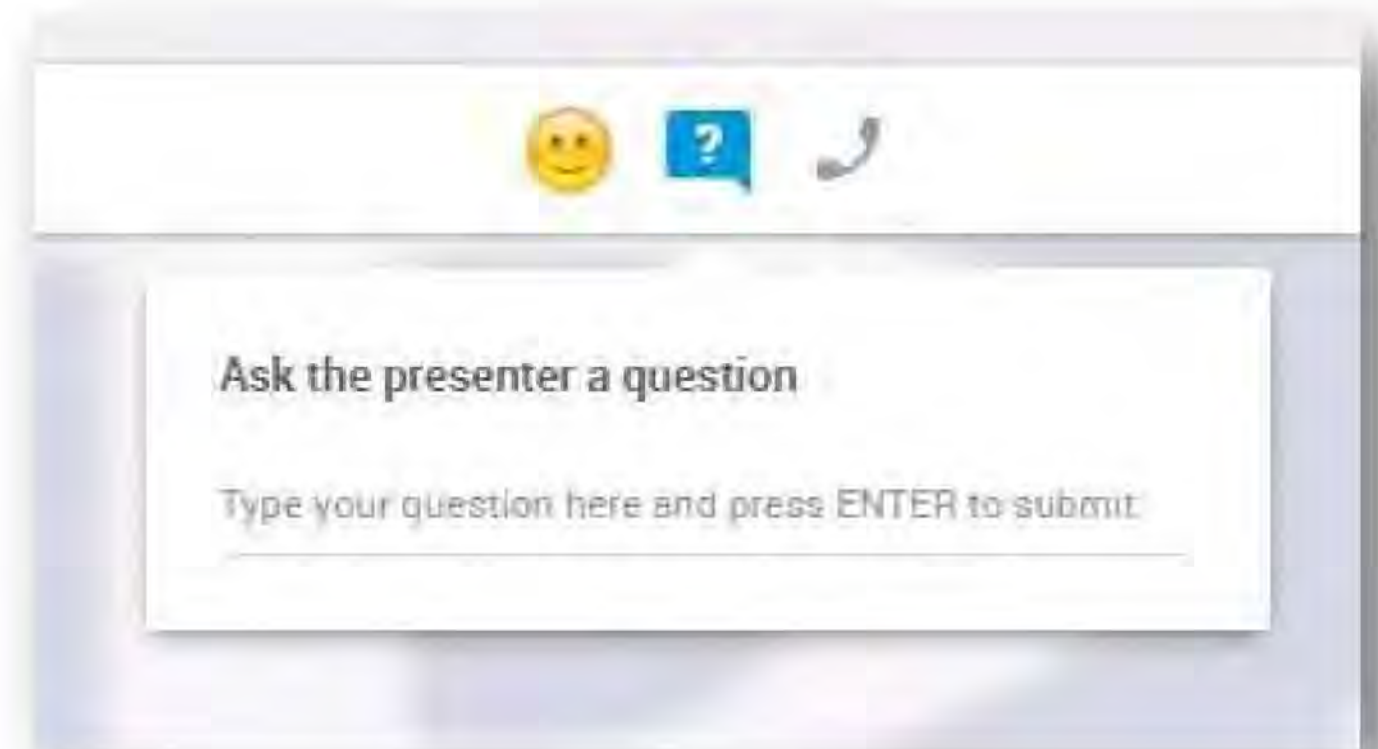 ?
Ask the presenter a question
Type your question here and press ENTER to submit.